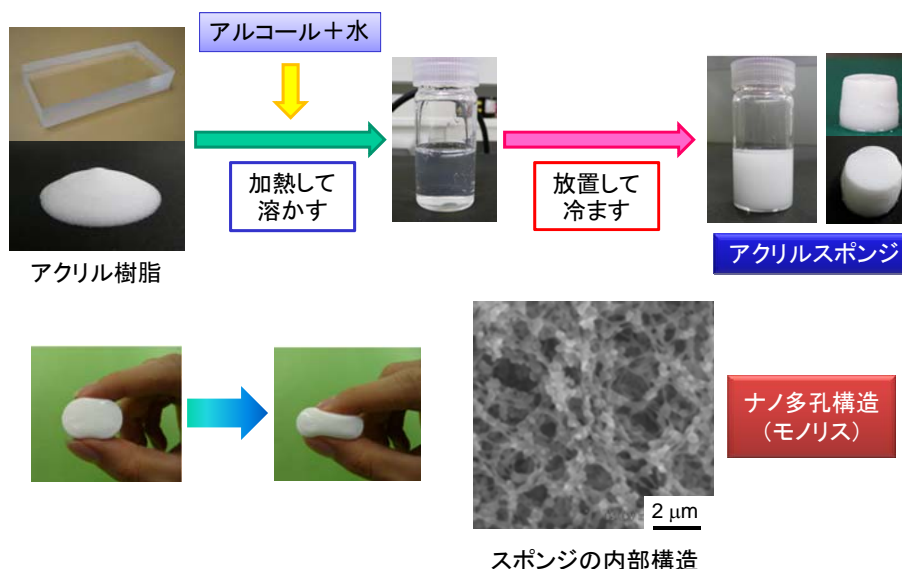 アルコール＋水
加熱して
溶かす
放置して
冷ます
アクリル樹脂
アクリルスポンジ
ナノ多孔構造
（モノリス）
2 μm
スポンジの内部構造